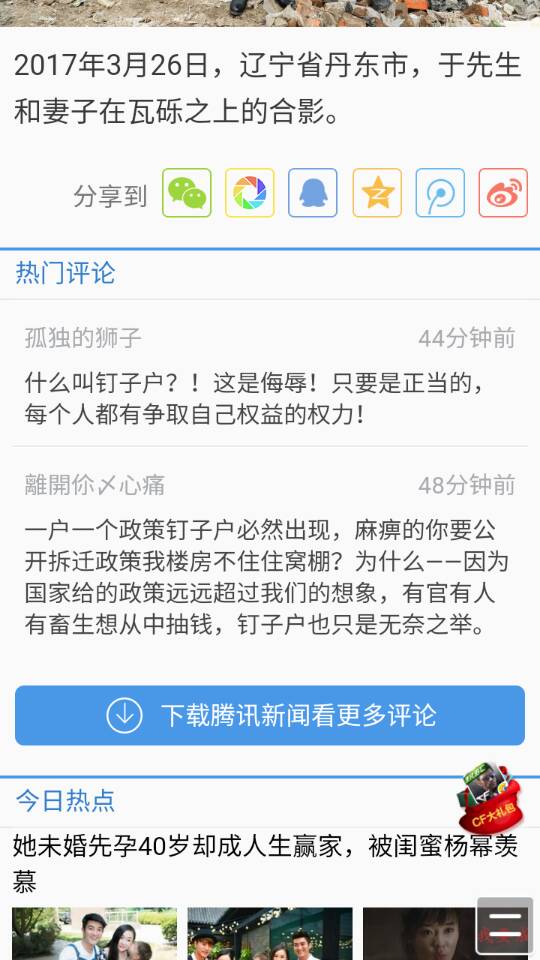 2017年3月26日，辽宁省丹东市，于先生
和妻子在瓦砾之上的合影。
分享到
热门评论
孤独的狮子
44分钟前
什么叫钉子户？！这是侮辱！只要是正当的，
每个人都有争取自己权益的权力！
離開伱〆心痛
48分钟前
一户一个政策钉子户必然出现，麻痹的你要公
开拆迁政策我楼房不住住窝棚？为什么——因为
国家给的政策远远超过我们的想象，有官有人
有畜生想从中抽钱，钉子户也只是无奈之举。
下载腾讯新闻看更多评论
今日热点
CF大礼包
她未婚先孕40岁却成人生赢家，被闺蜜杨幂羡
慕